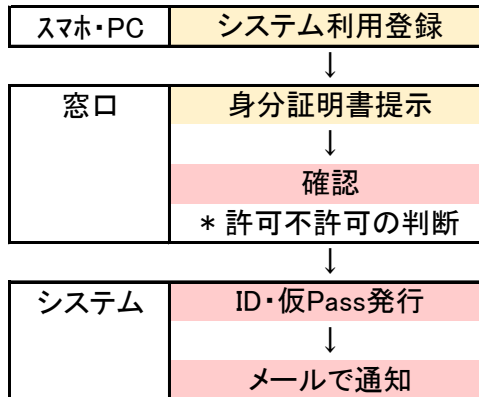 スマホ・PC システム利用登録
↓
窓口 身分証明書提示
↓
確認
* 許可不許可の判断
↓
システム ID・仮Pass発行
↓
メールで通知